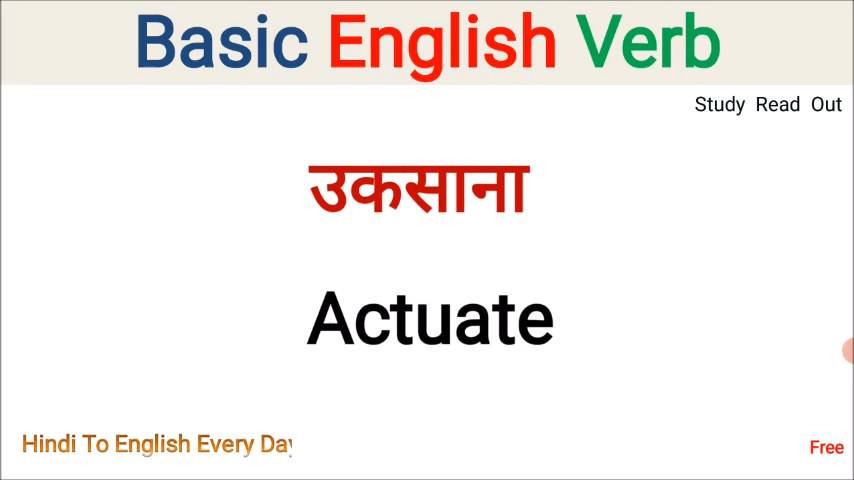 Basic English Verb
Study Read Out
उकसाना
Actuate
Hindi To English Every Day
Free